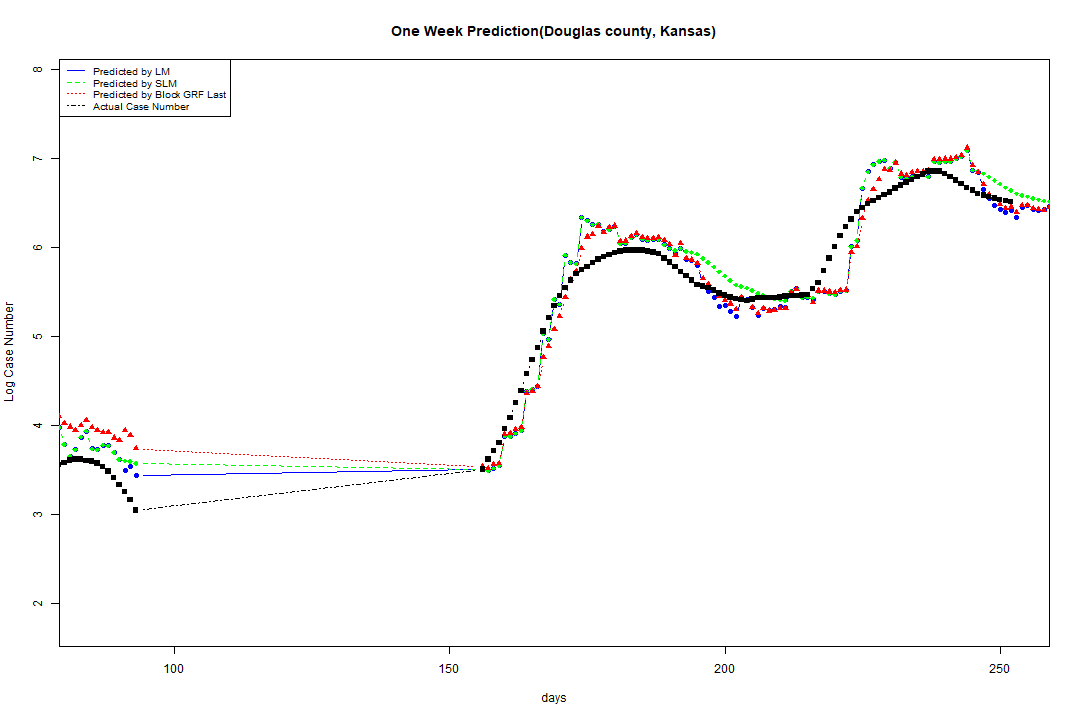 One Week Prediction(Douglas county, Kansas)
Predicted by LM
Predicted by SLM
Predicted by Block GRF Last
Actual Case Number
8
7
6
5
4
3
2
Log Case Number
100 150 200 250
days